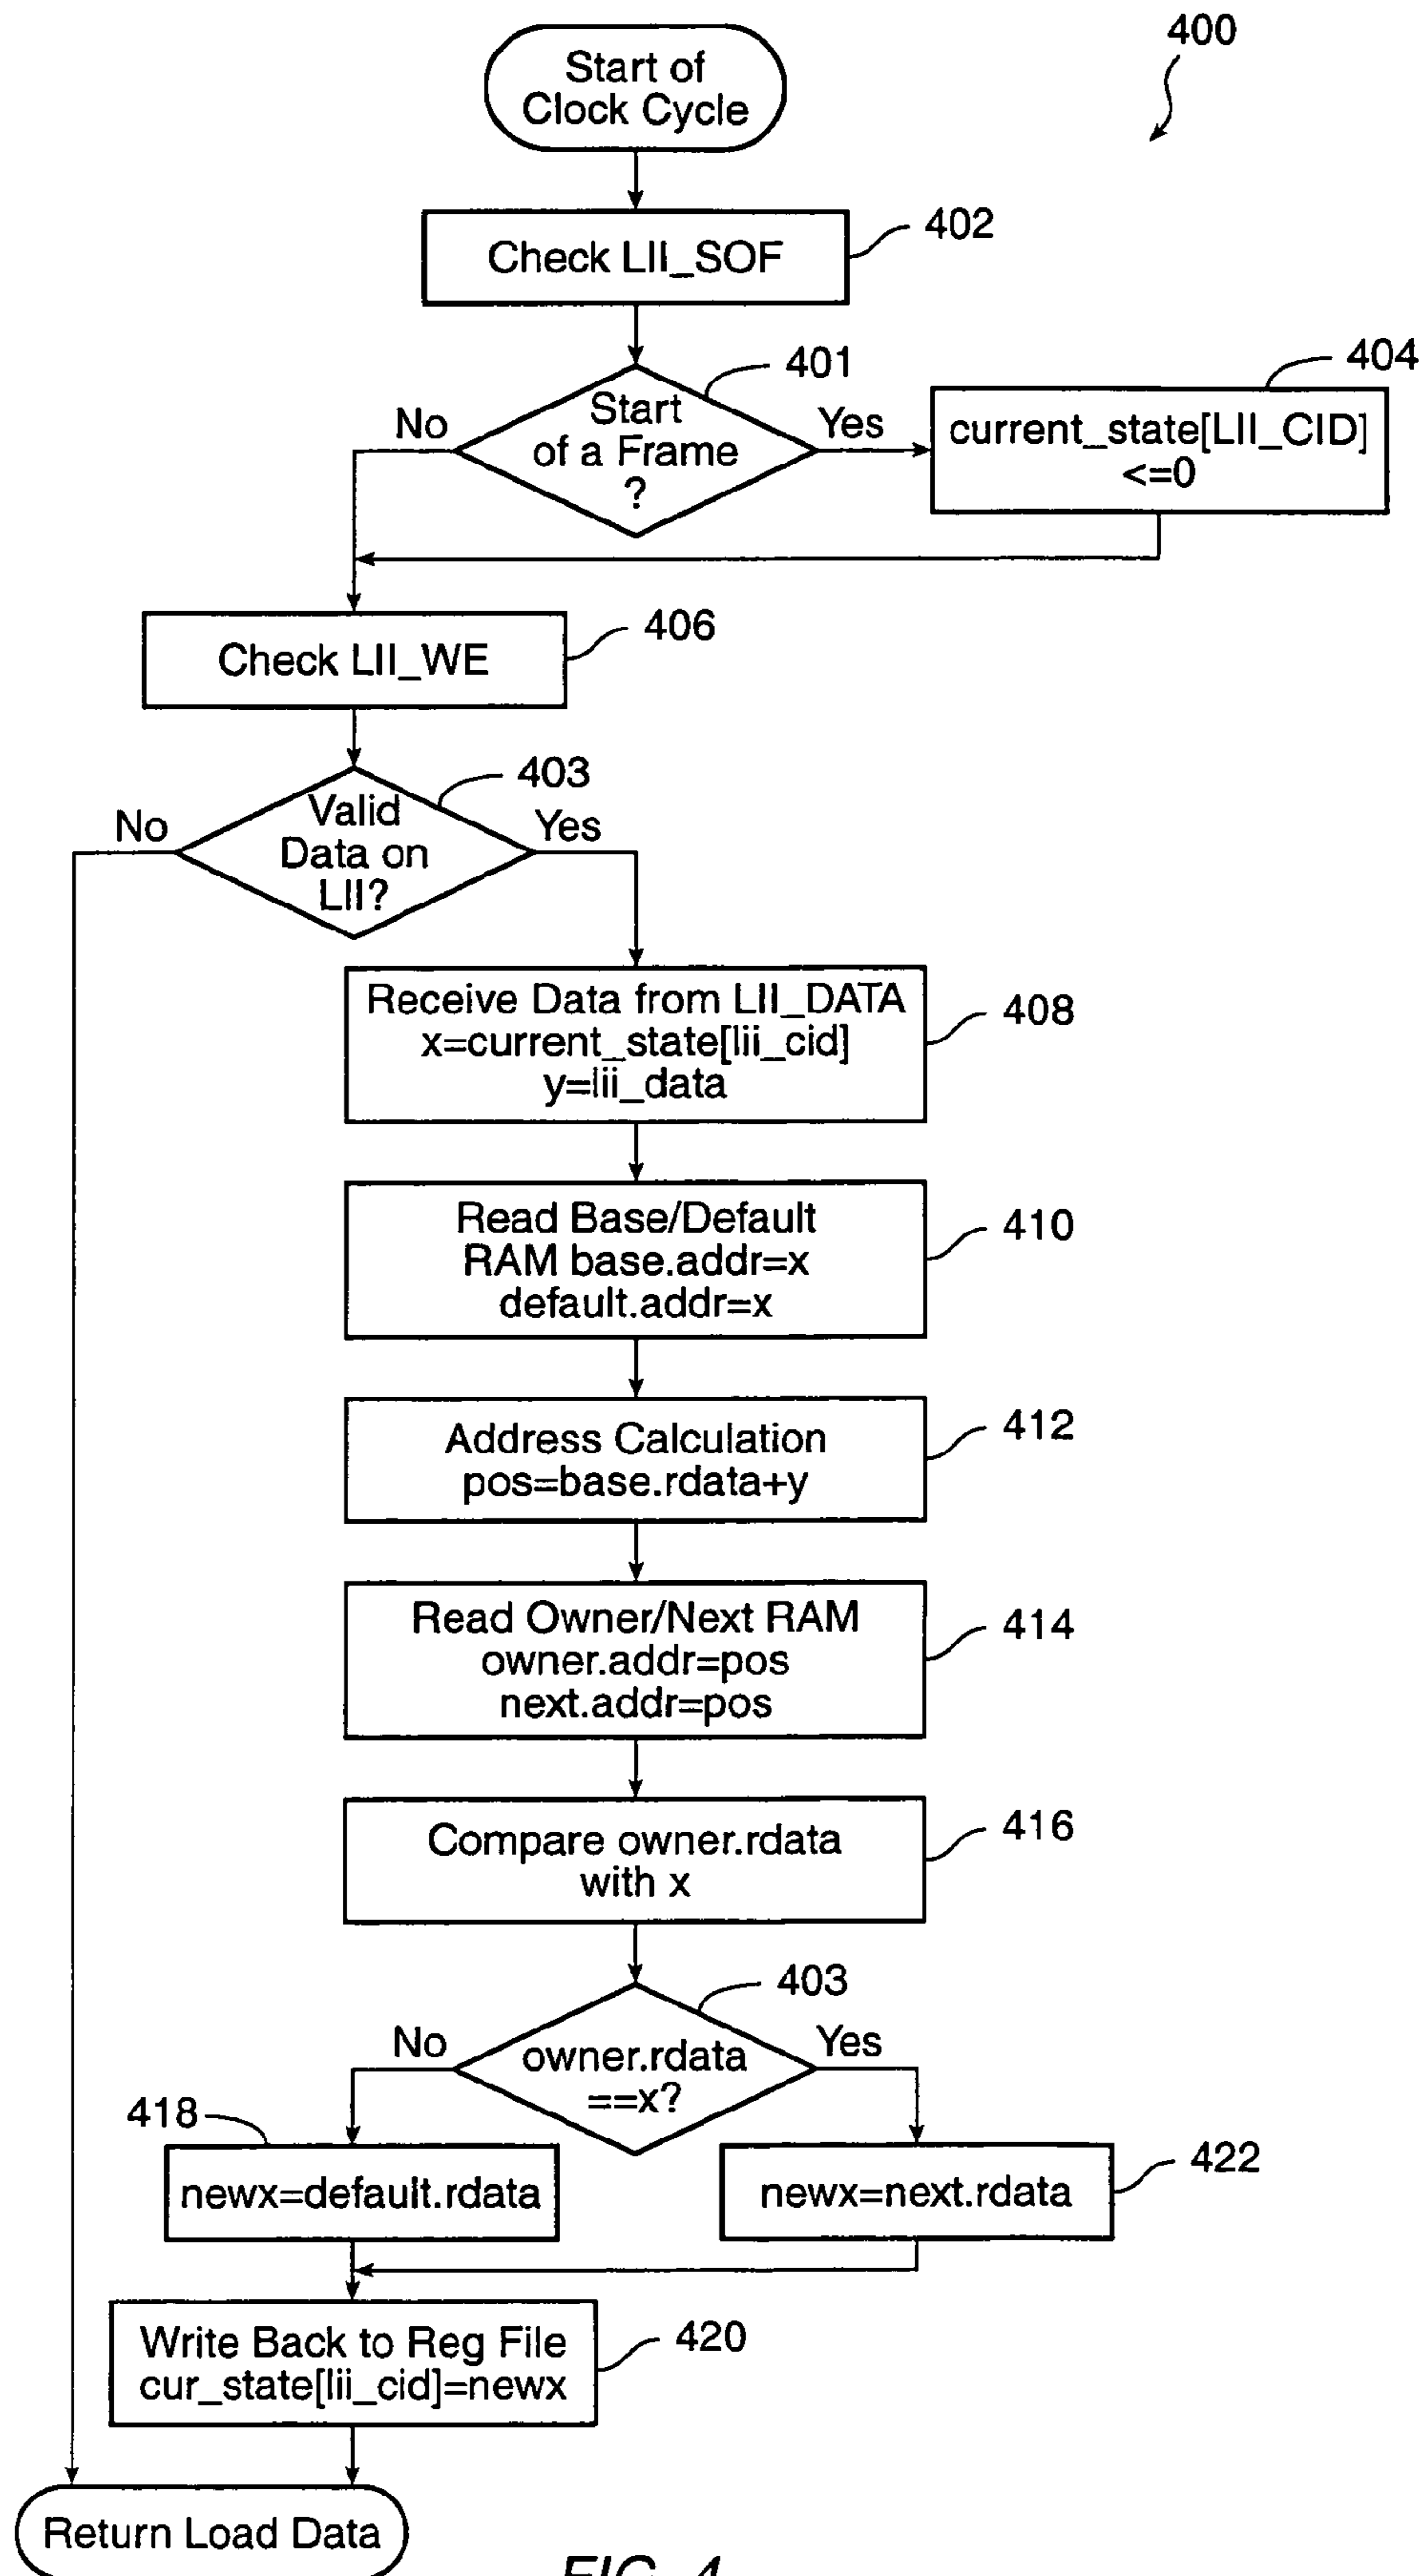 400
Start of
Clock Cycle
402
Check LII_SOF
401
404
No
Start
of a Frame
?
Yes
current_state[LII_CID]
<=0
406
Check LII_WE
403
No
Valid
Data on
LII?
Yes
Receive Data from LII_DATA
x=current_state[lii_cid]
y=lii_data
408
Read Base/Default
RAM base.addr=x
default.addr=x
410
Address Calculation
pos=base.rdata+y
412
Read Owner/Next RAM
owner.addr=pos
next.addr=pos
414
Compare owner.rdata
with x
416
403
No
owner.rdata
==x?
Yes
418
newx=default.rdata
newx=next.rdata
422
Write Back to Reg File
cur_state[lii_cid]=newx
420
Return Load Data
FIG. 4